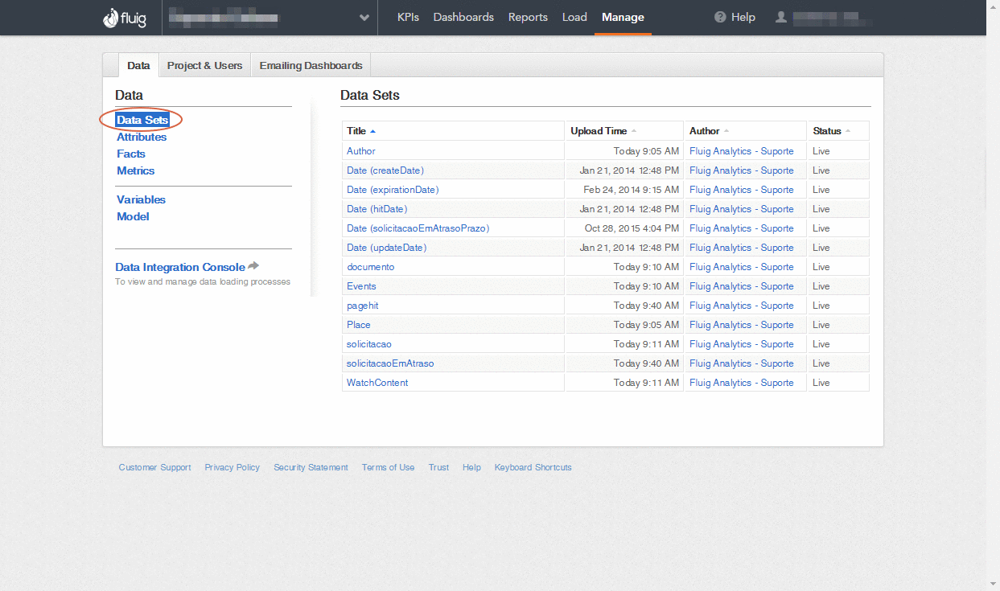 fluig KPIs Dashboards Reports Load Manage Help
Data Project & Users Emailing Dashboards
Data
Data Sets
Attributes
Facts
Metrics
Variables
Model
Data Integration Console
To view and manage data loading processes
Data Sets
Title Upload Time Author Status
Author Today 9:05 AM Fluig Analytics - Suporte Live
Date (createDate) Jan 21, 2014 12:48 PM Fluig Analytics - Suporte Live
Date (expirationDate) Feb 24, 2014 9:15 AM Fluig Analytics - Suporte Live
Date (hitDate) Jan 21, 2014 12:48 PM Fluig Analytics - Suporte Live
Date (solicitacaoEmAtrasoPrazo) Oct 28, 2015 4:04 PM Fluig Analytics - Suporte Live
Date (updateDate) Jan 21, 2014 12:48 PM Fluig Analytics - Suporte Live
documento Today 9:10 AM Fluig Analytics - Suporte Live
Events Today 9:10 AM Fluig Analytics - Suporte Live
pagehit Today 9:40 AM Fluig Analytics - Suporte Live
Place Today 9:05 AM Fluig Analytics - Suporte Live
solicitacao Today 9:11 AM Fluig Analytics - Suporte Live
solicitacaoEmAtraso Today 9:40 AM Fluig Analytics - Suporte Live
WatchContent Today 9:11 AM Fluig Analytics - Suporte Live
Customer Support Privacy Policy Security Statement Terms of Use Trust Help Keyboard Shortcuts